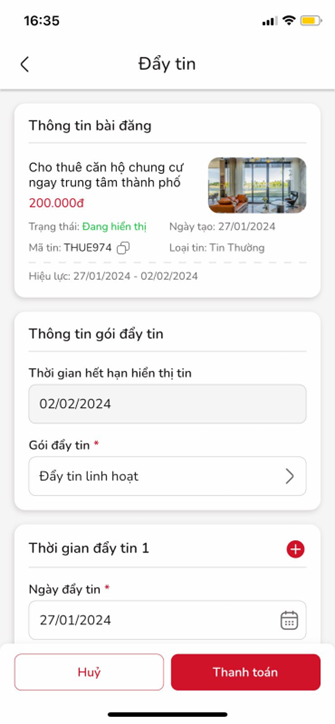 16:35
Đẩy tin
Thông tin bài đăng
Cho thuê căn hộ chung cư
ngay trung tâm thành phố
200.000đ
Trạng thái: Đang hiển thị
Ngày tạo: 27/01/2024
Mã tin: THUE974
Loại tin: Tin Thường
Hiệu lực: 27/01/2024 - 02/02/2024
Thông tin gói đẩy tin
Thời gian hết hạn hiển thị tin
02/02/2024
Gói đẩy tin *
Đẩy tin linh hoạt
Thời gian đẩy tin 1
Ngày đẩy tin *
27/01/2024
Huỷ
Thanh toán